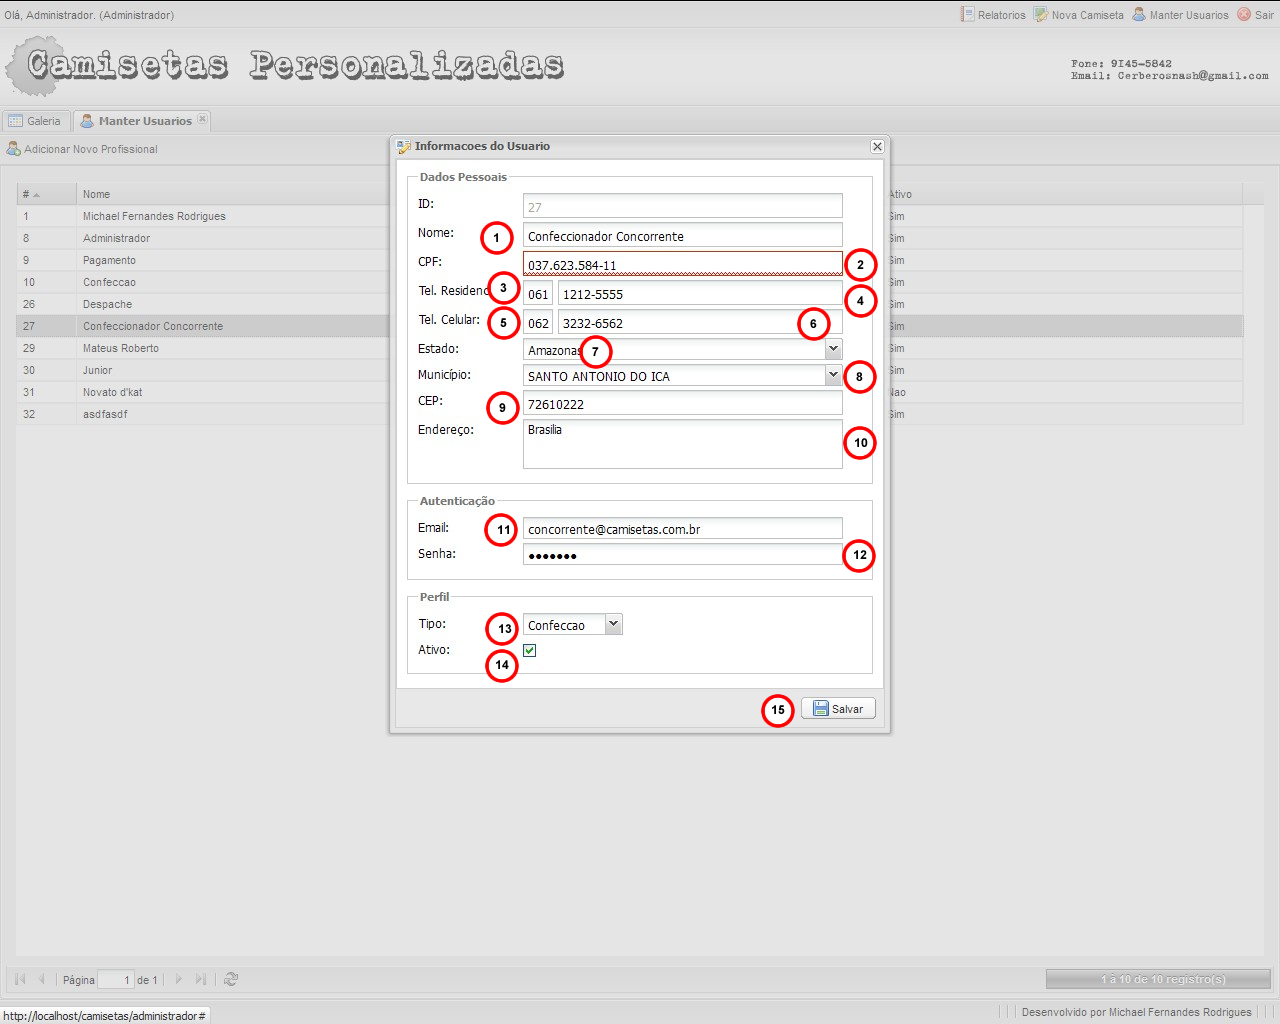 Olá, Administrador. (Administrador)
Relatorios
Nova Camiseta
Manter Usuarios
Sair
Camisetas Personalizadas
Fone: 9145-5842
Email: Cerberosnash@gmail.com
Galeria
Manter Usuarios
Adicionar Novo Profissional
# Nome Ativo
1 Michael Fernandes Rodrigues Sim
8 Administrador Sim
9 Pagamento Sim
10 Confeccao Sim
26 Despache Sim
27 Confeccionador Concorrente Sim
29 Mateus Roberto Sim
30 Junior Sim
31 Novato d'kat Nao
32 asdfasdf Sim
Informacoes do Usuario
Dados Pessoais
ID: 27
Nome: 1 Confeccionador Concorrente
CPF: 037.623.584-11 2
Tel. Residenc 3 061 1212-5555 4
Tel. Celular: 5 062 3232-6562 6
Estado: Amazonas 7
Município: SANTO ANTONIO DO ICA 8
CEP: 9 72610222
Endereço: Brasilia 10
Autenticação
Email: 11 concorrente@camisetas.com.br
Senha: ●●●●●●● 12
Perfil
Tipo: 13 Confeccao
Ativo: 14
15 Salvar
Página 1 de 1
1 à 10 de 10 registro(s)
http://localhost/camisetas/administrador#
Desenvolvido por Michael Fernandes Rodrigues